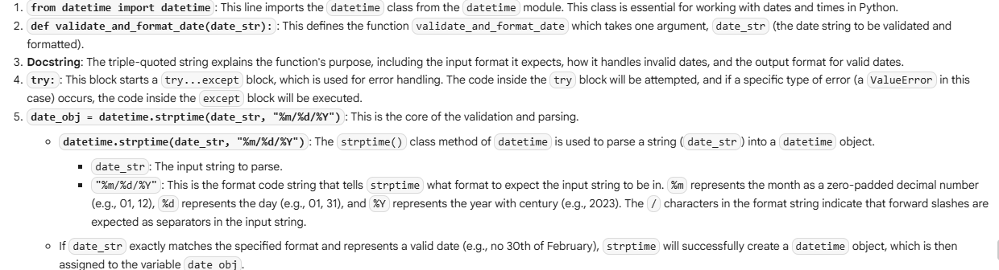 1. from datetime import datetime: This line imports the datetime class from the datetime module. This class is essential for working with dates and times in Python.
2. def validate_and_format_date(date_str):: This defines the function validate_and_format_date which takes one argument, date_str (the date string to be validated and
formatted).
3. Docstring: The triple-quoted string explains the function's purpose, including the input format it expects, how it handles invalid dates, and the output format for valid dates.
4. try:: This block starts a try...except block, which is used for error handling. The code inside the try block will be attempted, and if a specific type of error (a ValueError in this
case) occurs, the code inside the except block will be executed.
5. date_obj = datetime.strptime(date_str, "%m/%d/%Y"): This is the core of the validation and parsing.
○ datetime.strptime(date_str, "%m/%d/%Y"): The strptime() class method of datetime is used to parse a string (date_str) into a datetime object.
■ date_str: The input string to parse.
■ "%m/%d/%Y": This is the format code string that tells strptime what format to expect the input string to be in. %m represents the month as a zero-padded decimal number
(e.g., 01, 12), %d represents the day (e.g., 01, 31), and %Y represents the year with century (e.g., 2023). The / characters in the format string indicate that forward slashes are
expected as separators in the input string.
○ If date_str exactly matches the specified format and represents a valid date (e.g., no 30th of February), strptime will successfully create a datetime object, which is then
assigned to the variable date_obj.